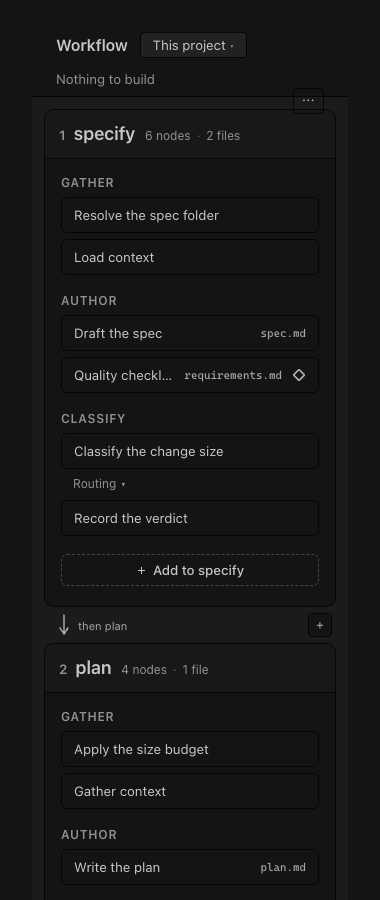 Workflow This project ·
Nothing to build
...
1 specify 6 nodes · 2 files
GATHER
Resolve the spec folder
Load context
AUTHOR
Draft the spec spec.md
Quality checkl... requirements.md
CLASSIFY
Classify the change size
Routing
Record the verdict
+ Add to specify
then plan +
2 plan 4 nodes · 1 file
GATHER
Apply the size budget
Gather context
AUTHOR
Write the plan plan.md